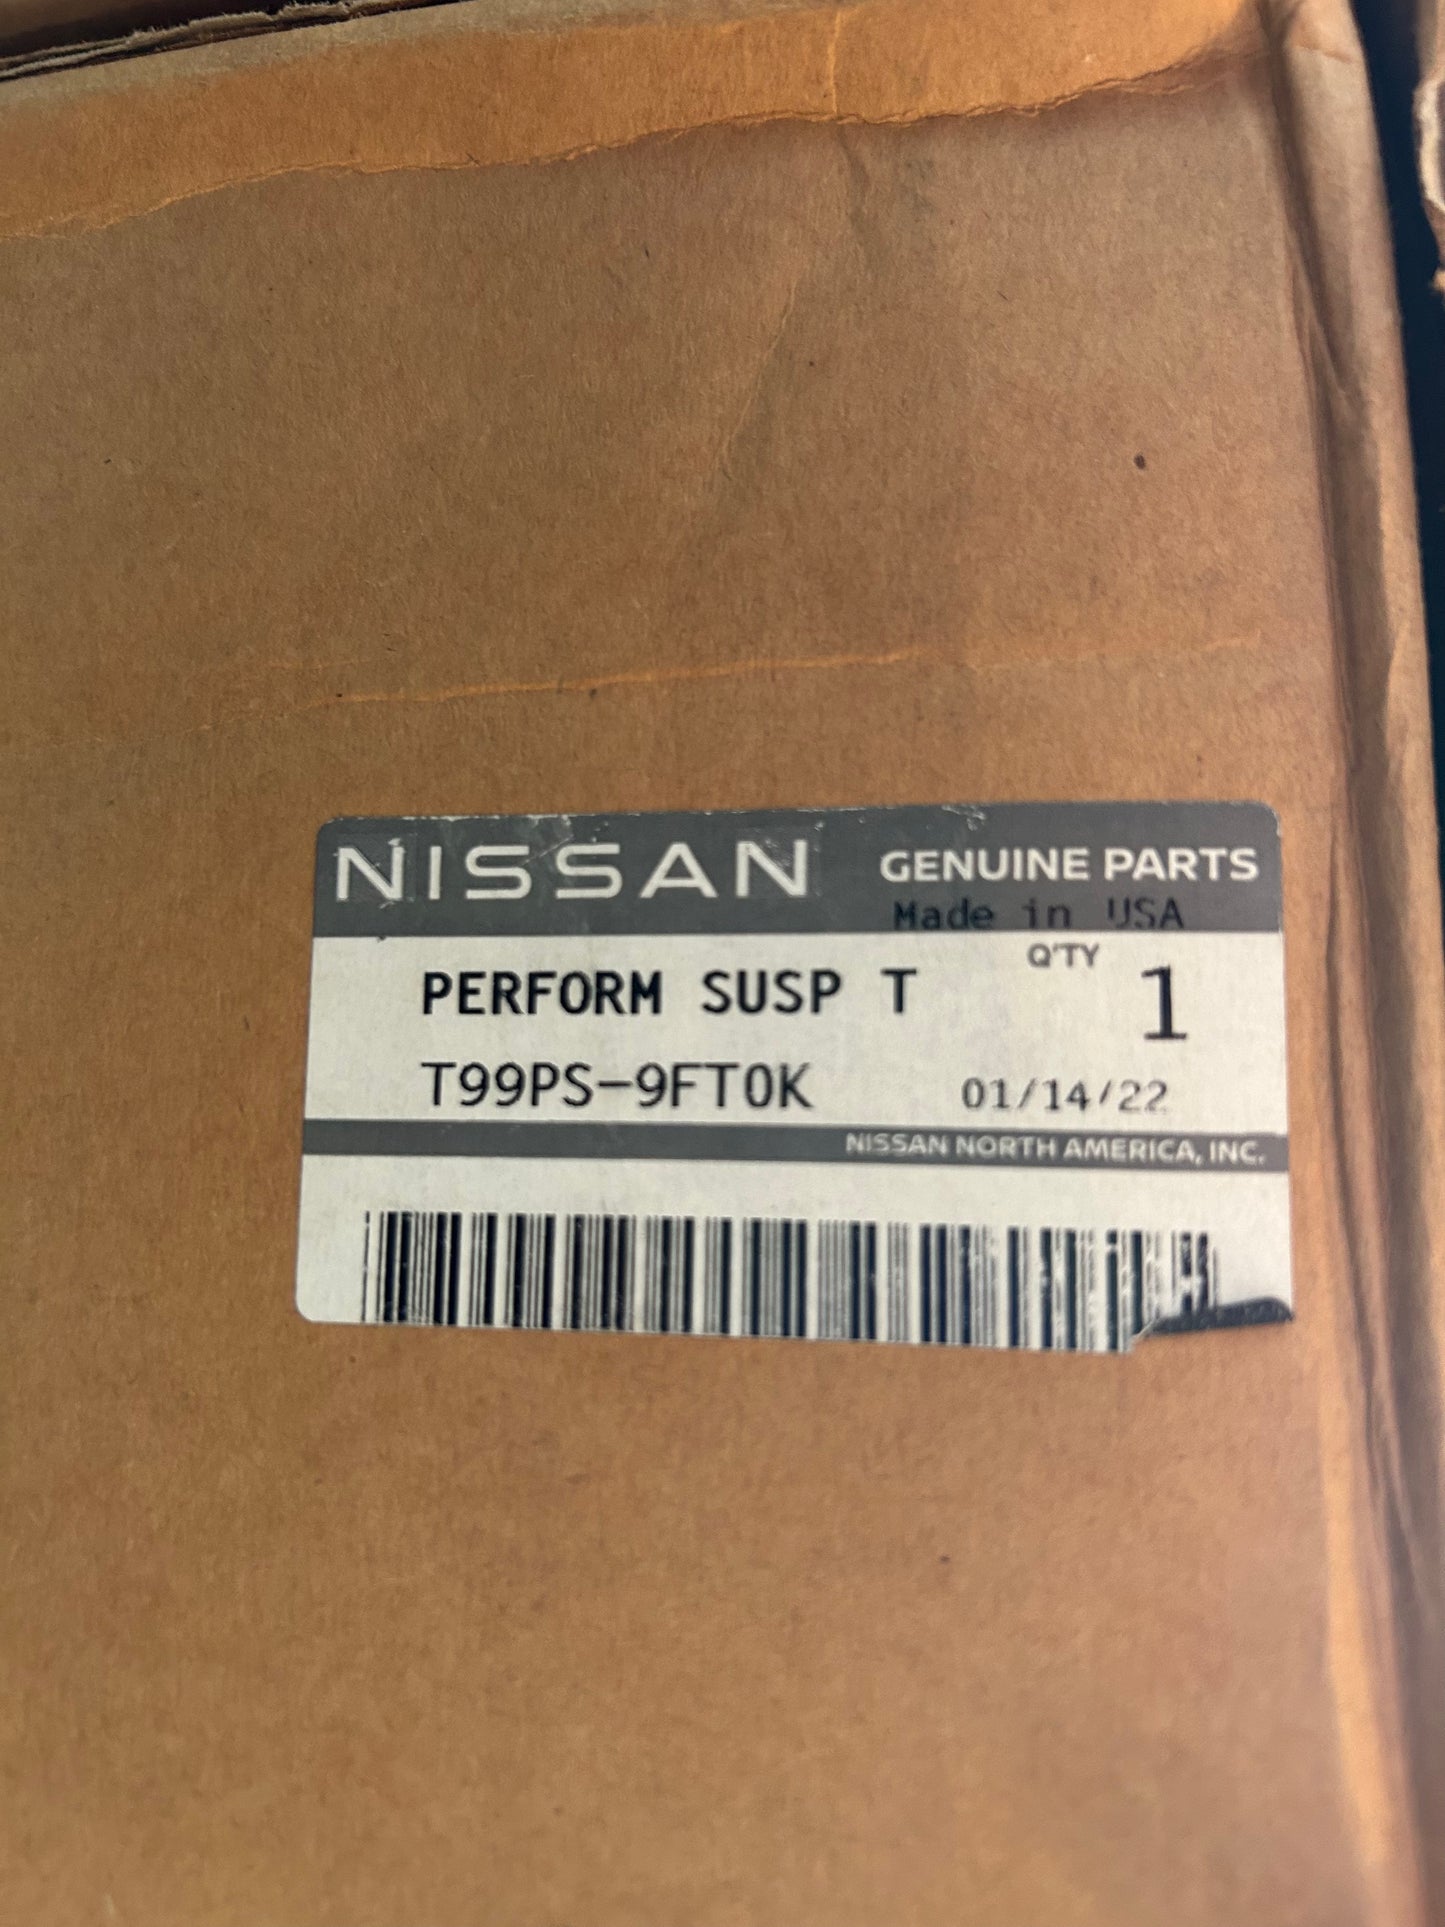 NISSAN GENUINE PARTS
Made in USA
Q'TY
PERFORM SUSP T 1
T99PS-9FT0K 01/14/22
NISSAN NORTH AMERICA, INC.